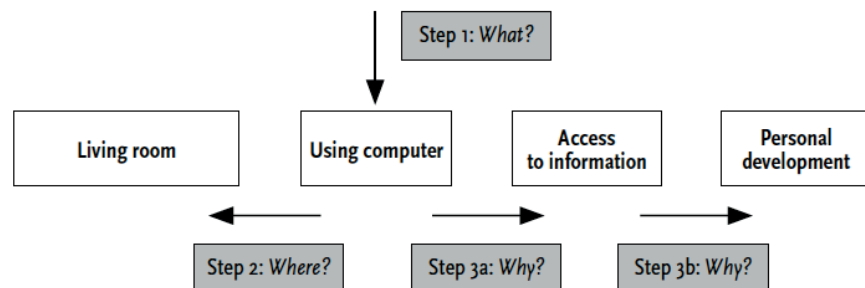 Step 1: What?
Living room
Using computer
Access
to information
Personal
development
Step 2: Where?
Step 3a: Why?
Step 3b: Why?